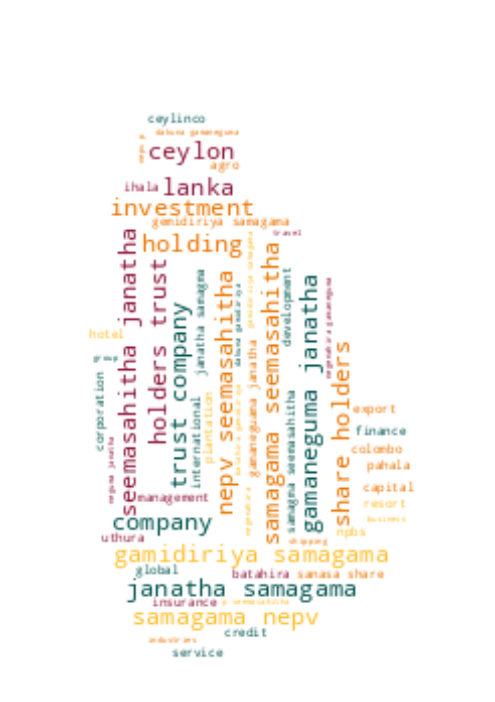 ceylinco
dakuna gamaneguma
ceylon
agro
ihala
lanka
investment
gemidiriya samagama
travel
holding
seemasahitha janatha
holders trust
trust company
janatha samagma
nepv seemasahitha
samagama seemasahitha
development
gamaneguma janatha
share holders
hotel
corporation
international
plantation
gamaneguma janatha
samagma seemasahitha
export
finance
colombo
pahala
capital
resort
business
npbs
management
company
uthura
shipping
gamidiriya samagama
global
batahira
sanasa share
janatha samagama
insurance
samagama nepv
credit
industries
service